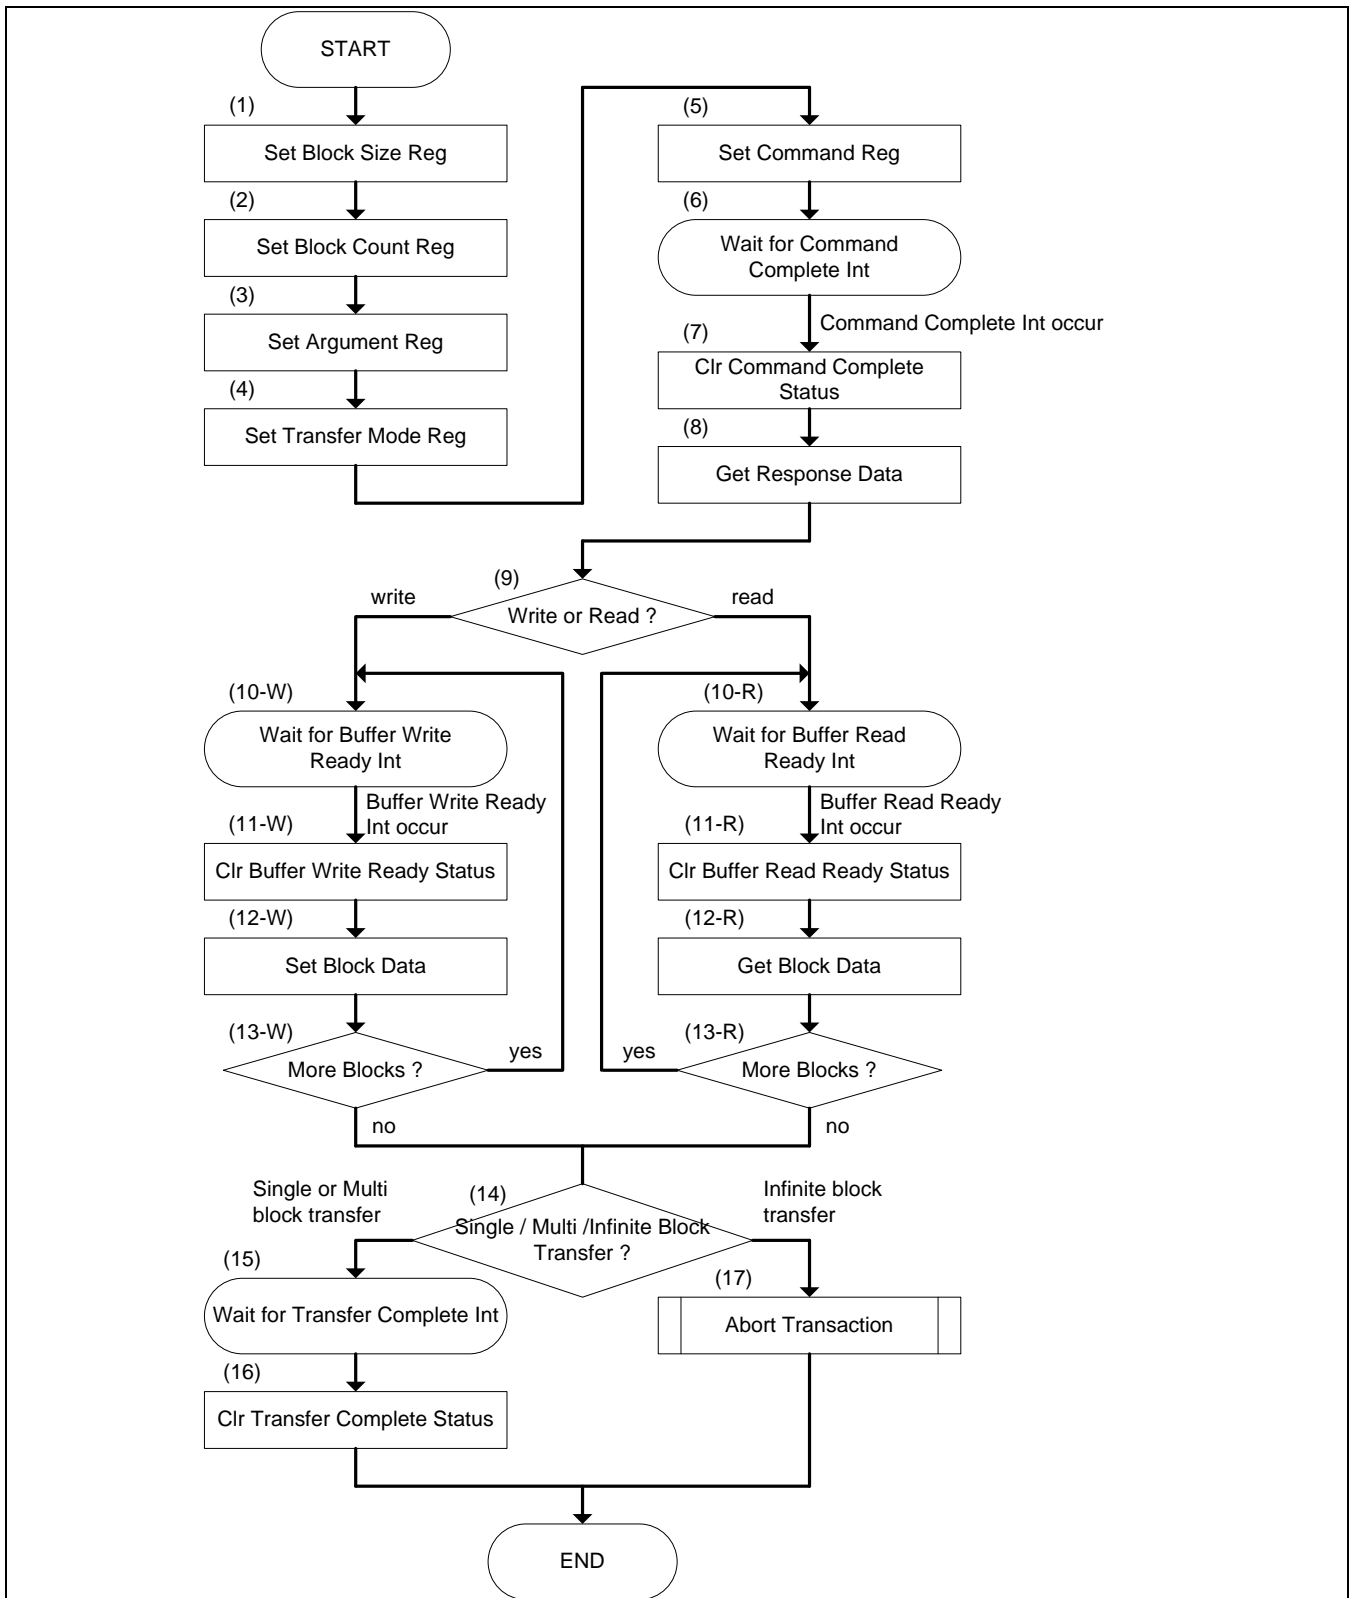 START
(1)
Set Block Size Reg
(2)
Set Block Count Reg
(3)
Set Argument Reg
(4)
Set Transfer Mode Reg
(5)
Set Command Reg
(6)
Wait for Command
Complete Int
Command Complete Int occur
(7)
Clr Command Complete
Status
(8)
Get Response Data
(9)
Write or Read ?
write
read
(10-W)
Wait for Buffer Write
Ready Int
Buffer Write Ready
Int occur
(11-W)
Clr Buffer Write Ready Status
(12-W)
Set Block Data
(13-W)
More Blocks ?
yes
no
(10-R)
Wait for Buffer Read
Ready Int
Buffer Read Ready
Int occur
(11-R)
Clr Buffer Read Ready Status
(12-R)
Get Block Data
(13-R)
More Blocks ?
yes
no
(14)
Single / Multi /Infinite Block
Transfer ?
Single or Multi
block transfer
Infinite block
transfer
(15)
Wait for Transfer Complete Int
(16)
Clr Transfer Complete Status
(17)
Abort Transaction
END